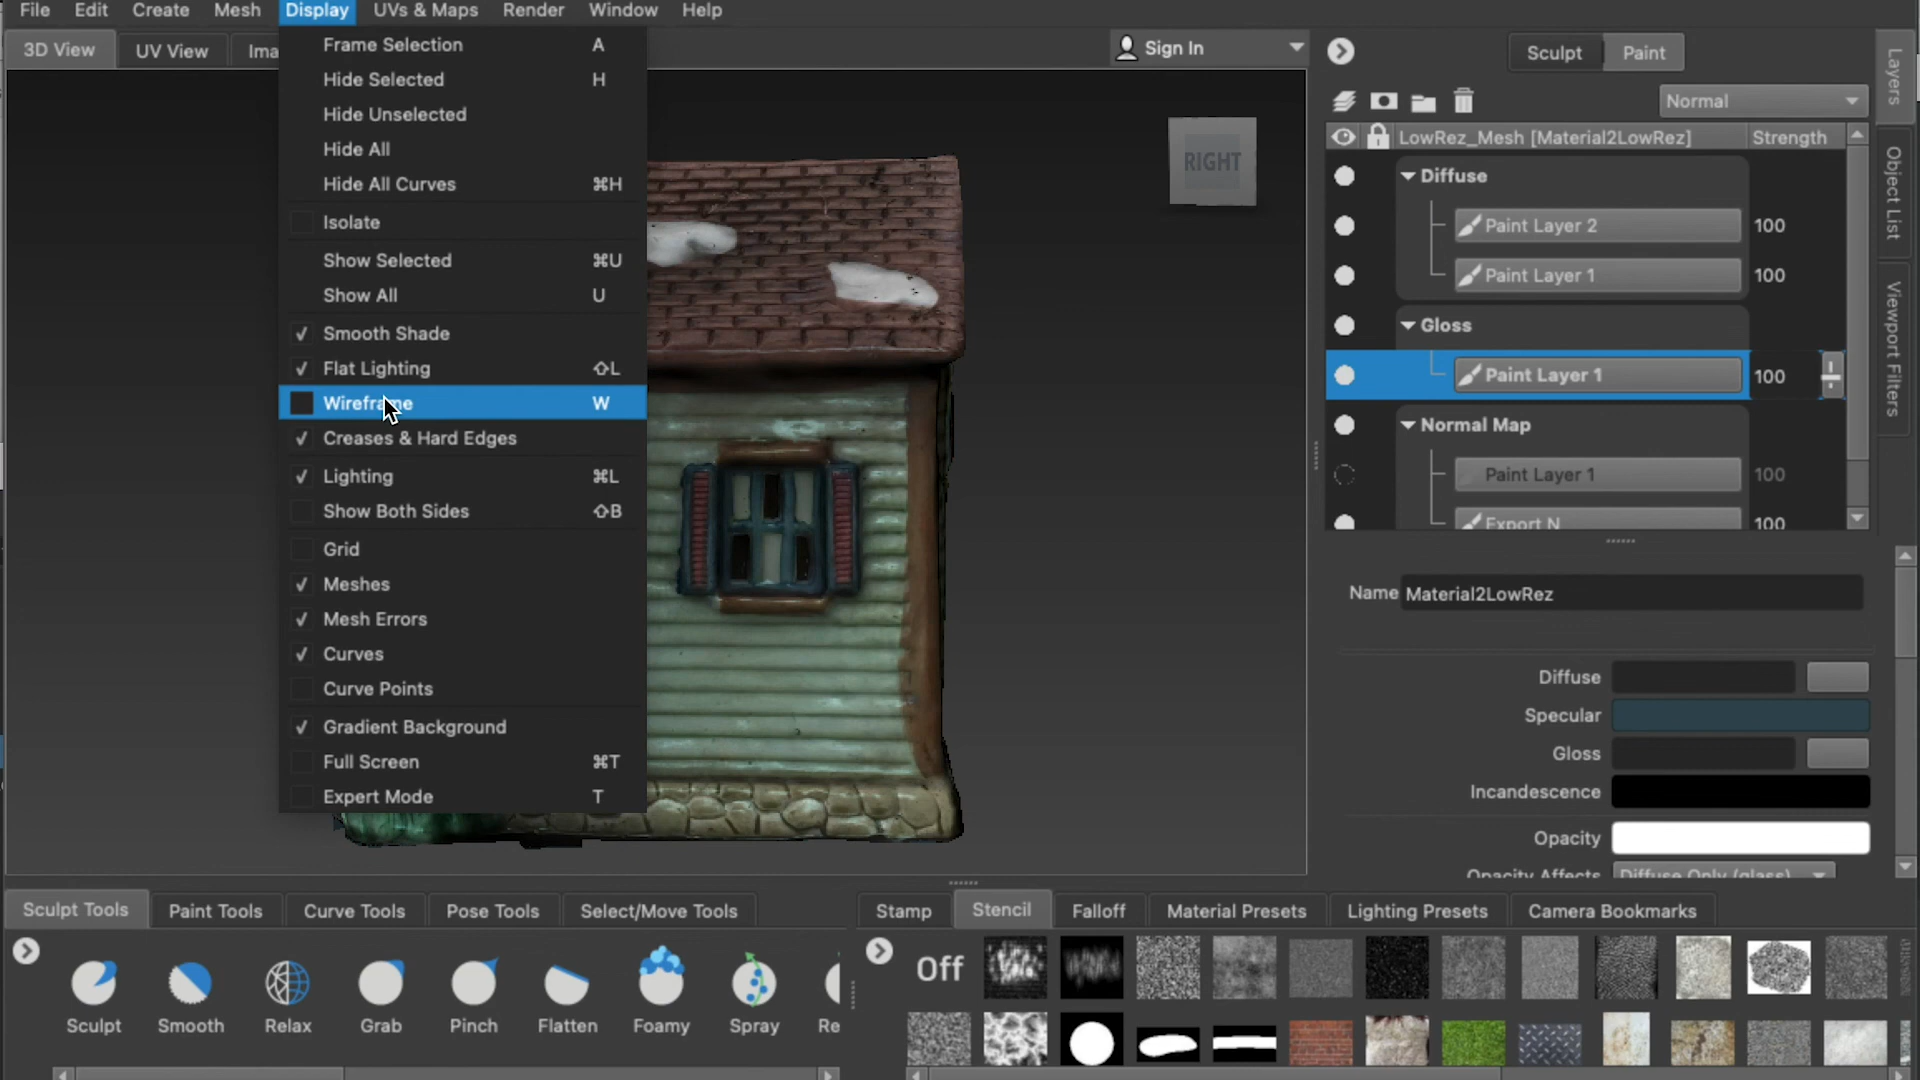 File Edit Create Mesh Display UVs & Maps Render Window Help
3D View UV View Ima
Sign In
Sculpt Paint
Layers
Object List
Viewport Filters
Frame Selection A
Hide Selected H
Hide Unselected
Hide All
Hide All Curves ⌘H
Isolate
Show Selected ⌘U
Show All U
✓ Smooth Shade
✓ Flat Lighting ⇧L
Wireframe W
✓ Creases & Hard Edges
✓ Lighting ⌘L
Show Both Sides ⇧B
Grid
✓ Meshes
✓ Mesh Errors
✓ Curves
Curve Points
✓ Gradient Background
Full Screen ⌘T
Expert Mode T
RIGHT
Normal
LowRez_Mesh [Material2LowRez] Strength
Diffuse
Paint Layer 2 100
Paint Layer 1 100
Gloss
Paint Layer 1 100
Normal Map
Paint Layer 1 100
Export N 100
Name Material2LowRez
Diffuse
Specular
Gloss
Incandescence
Opacity
Opacity Affects Diffuse Only (glass)
Sculpt Tools Paint Tools Curve Tools Pose Tools Select/Move Tools
Sculpt Smooth Relax Grab Pinch Flatten Foamy Spray Re
Stamp Stencil Falloff Material Presets Lighting Presets Camera Bookmarks
Off